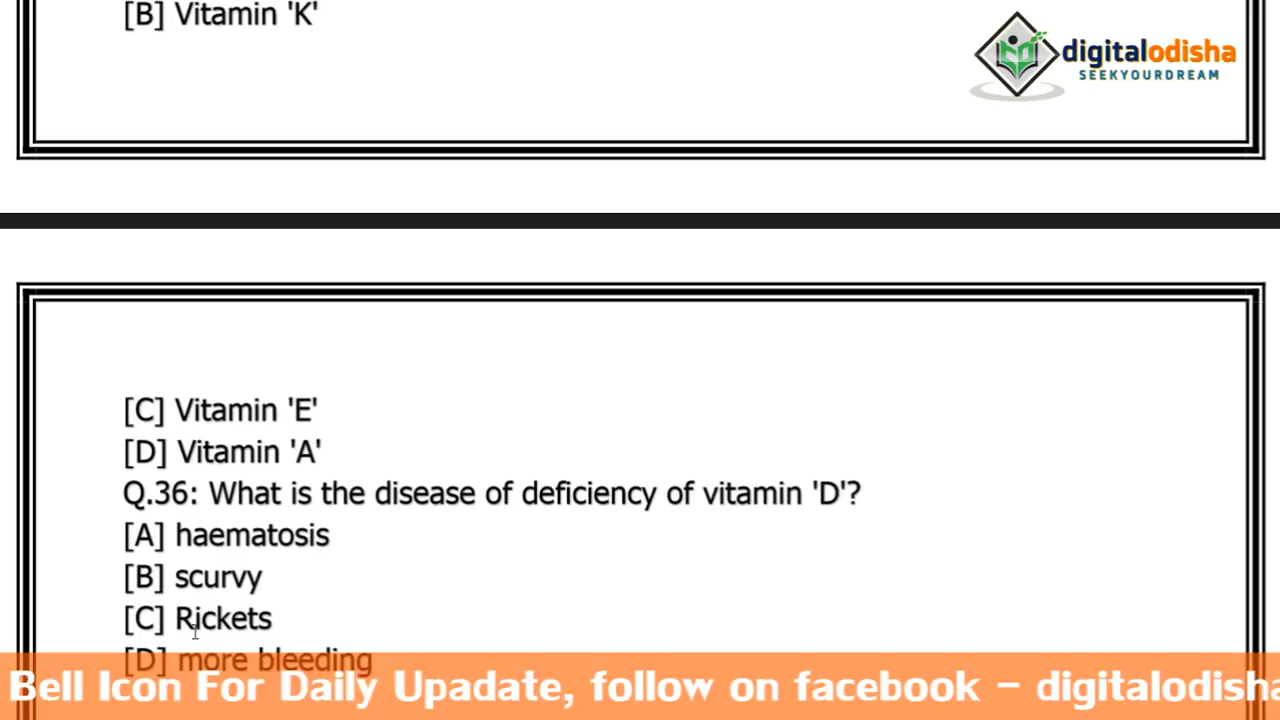 [B] Vitamin 'K'
digitalodisha
SEEKYOURDREAM
[C] Vitamin 'E'
[D] Vitamin 'A'
Q.36: What is the disease of deficiency of vitamin 'D'?
[A] haematosis
[B] scurvy
[C] Rickets
[D] more bleeding
Bell Icon For Daily Upadate, follow on facebook - digitalodisha